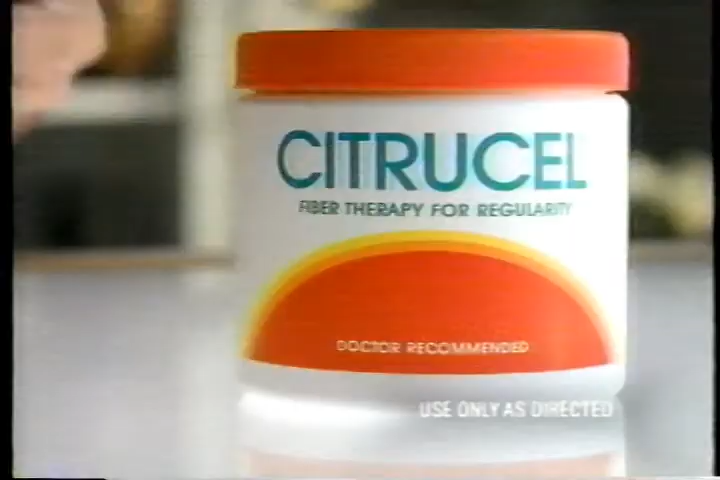 CITRUCEL
FIBER THERAPY FOR REGULARITY
DOCTOR RECOMMENDED
USE ONLY AS DIRECTED